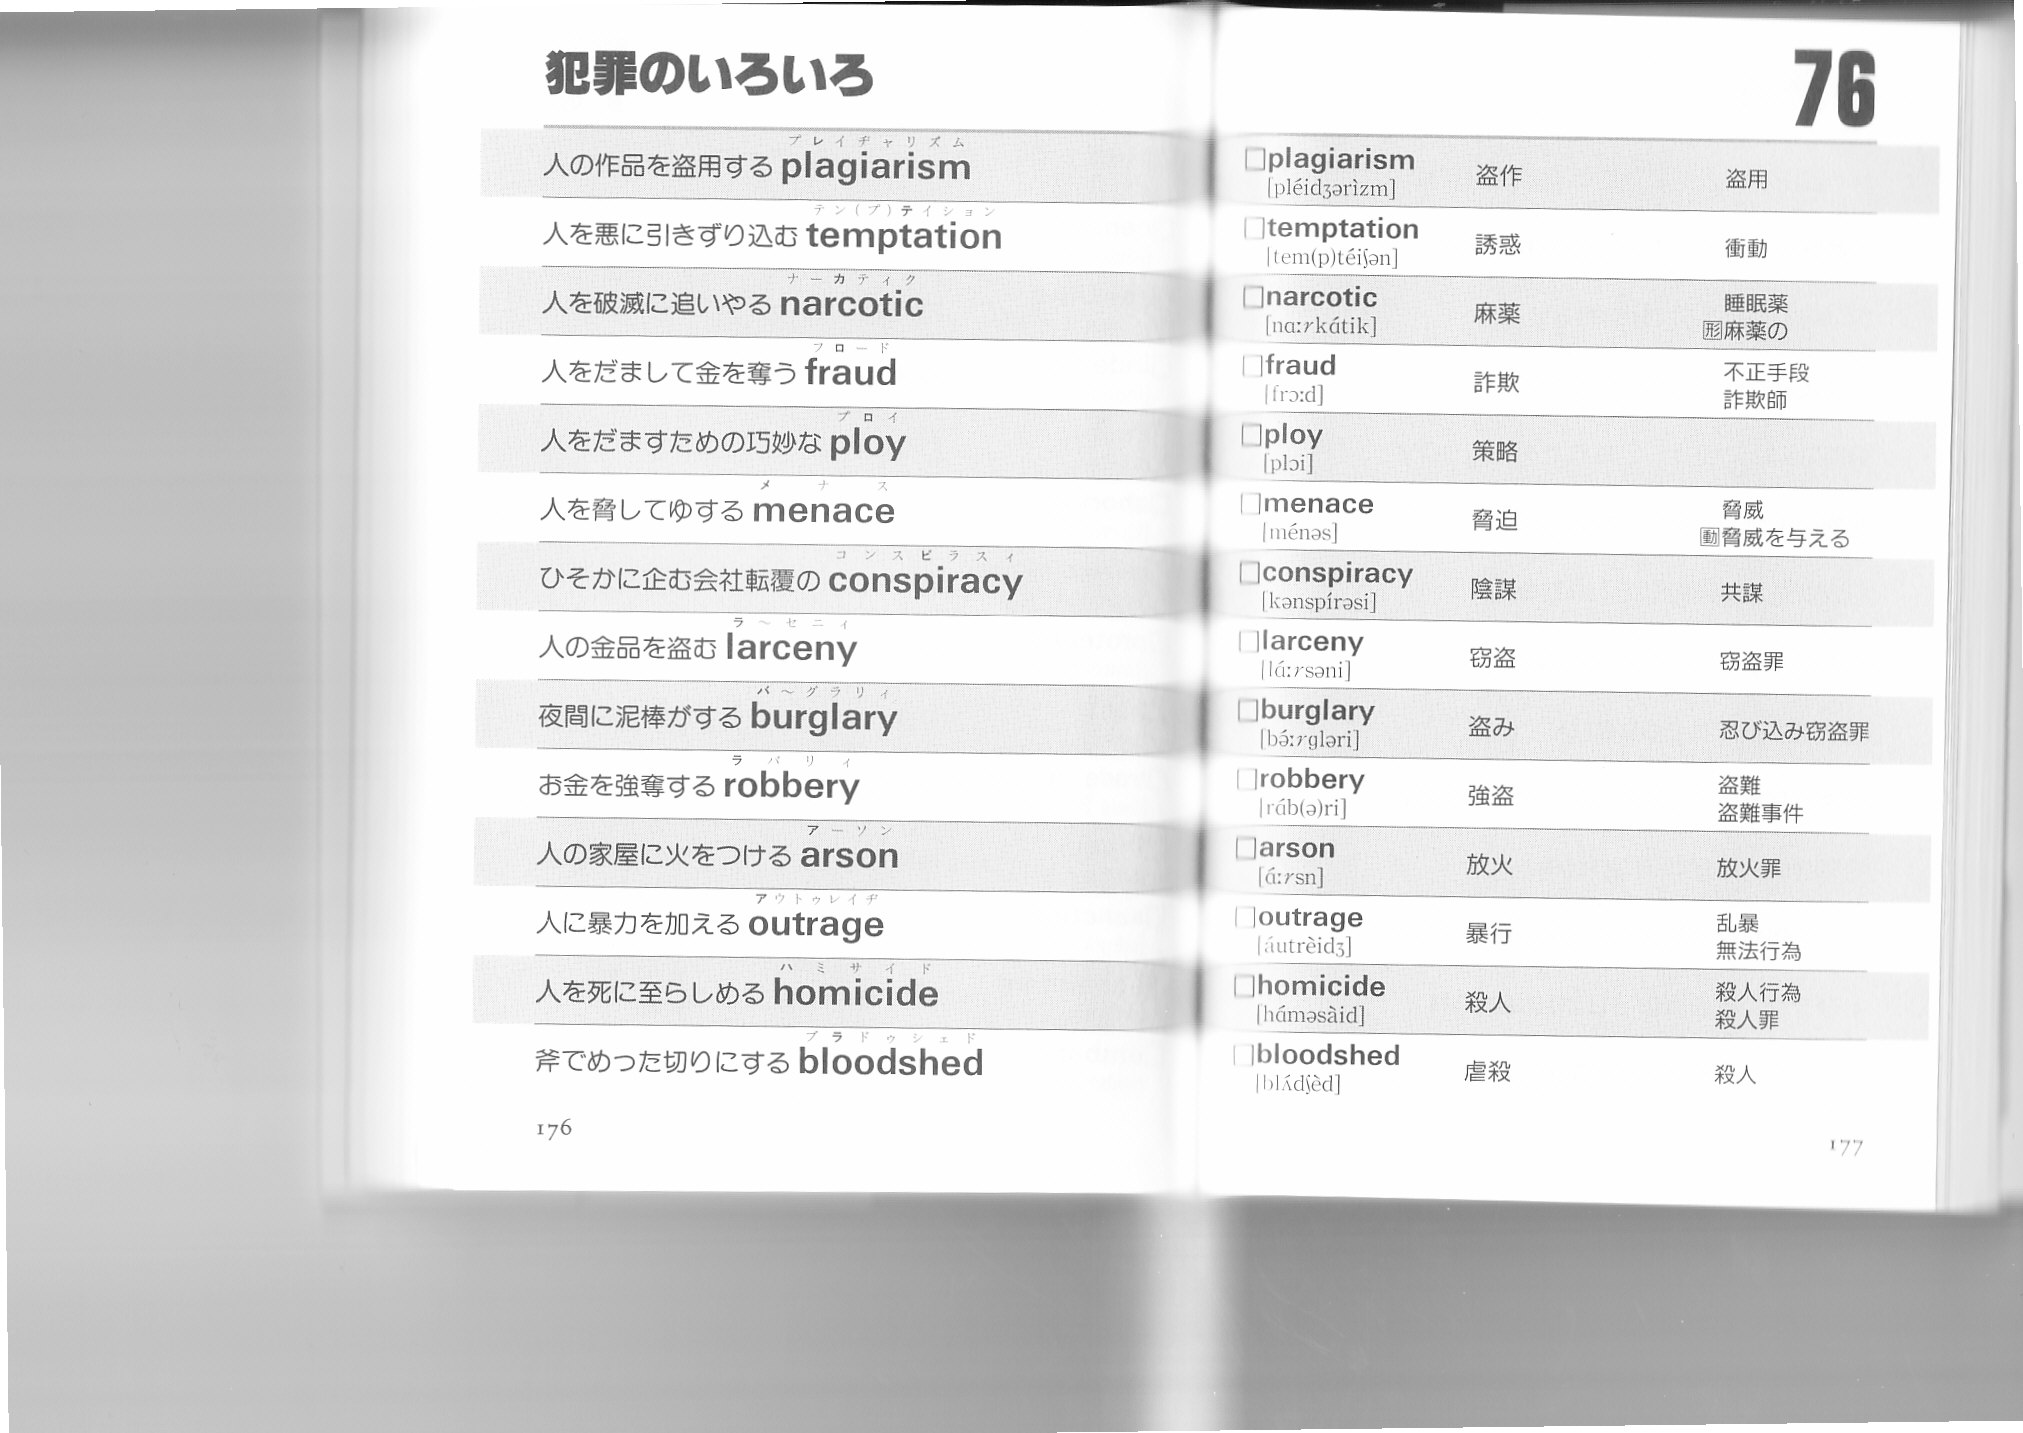 犯罪のいろいろ
プレイヂャリズム
人の作品を盗用する plagiarism
テン(プ)テイション
人を悪に引きずり込む temptation
ナーカティク
人を破滅に追いやる narcotic
フロード
人をだまして金を奪う fraud
プロイ
人をだますための巧妙な ploy
メナス
人を脅してゆする menace
コンスピラスィ
ひそかに企む会社転覆の conspiracy
ラ〜セニィ
人の金品を盗む larceny
バ〜グラリィ
夜間に泥棒がする burglary
ラバリィ
お金を強奪する robbery
アーソン
人の家屋に火をつける arson
アウトゥレイヂ
人に暴力を加える outrage
ハミサイド
人を死に至らしめる homicide
ブラドゥシェド
斧でめった切りにする bloodshed
176
76
□plagiarism 盗作 盗用
[pléidʒərìzm]
□temptation 誘惑 衝動
[tem(p)téiʃən]
□narcotic 麻薬 睡眠薬
[nɑːrkátik] 形麻薬の
□fraud 詐欺 不正手段
[frɔːd] 詐欺師
□ploy 策略
[plɔi]
□menace 脅迫 脅威
[ménəs] 動脅威を与える
□conspiracy 陰謀 共謀
[kənspírəsi]
□larceny 窃盗 窃盗罪
[láːrsəni]
□burglary 盗み 忍び込み窃盗罪
[bə́ːrgləri]
□robbery 強盗 盗難
[ráb(ə)ri] 盗難事件
□arson 放火 放火罪
[áːrsn]
□outrage 暴行 乱暴
[áutrèidʒ] 無法行為
□homicide 殺人 殺人行為
[háməsàid] 殺人罪
□bloodshed 虐殺 殺人
[blʌ́dʃèd]
177